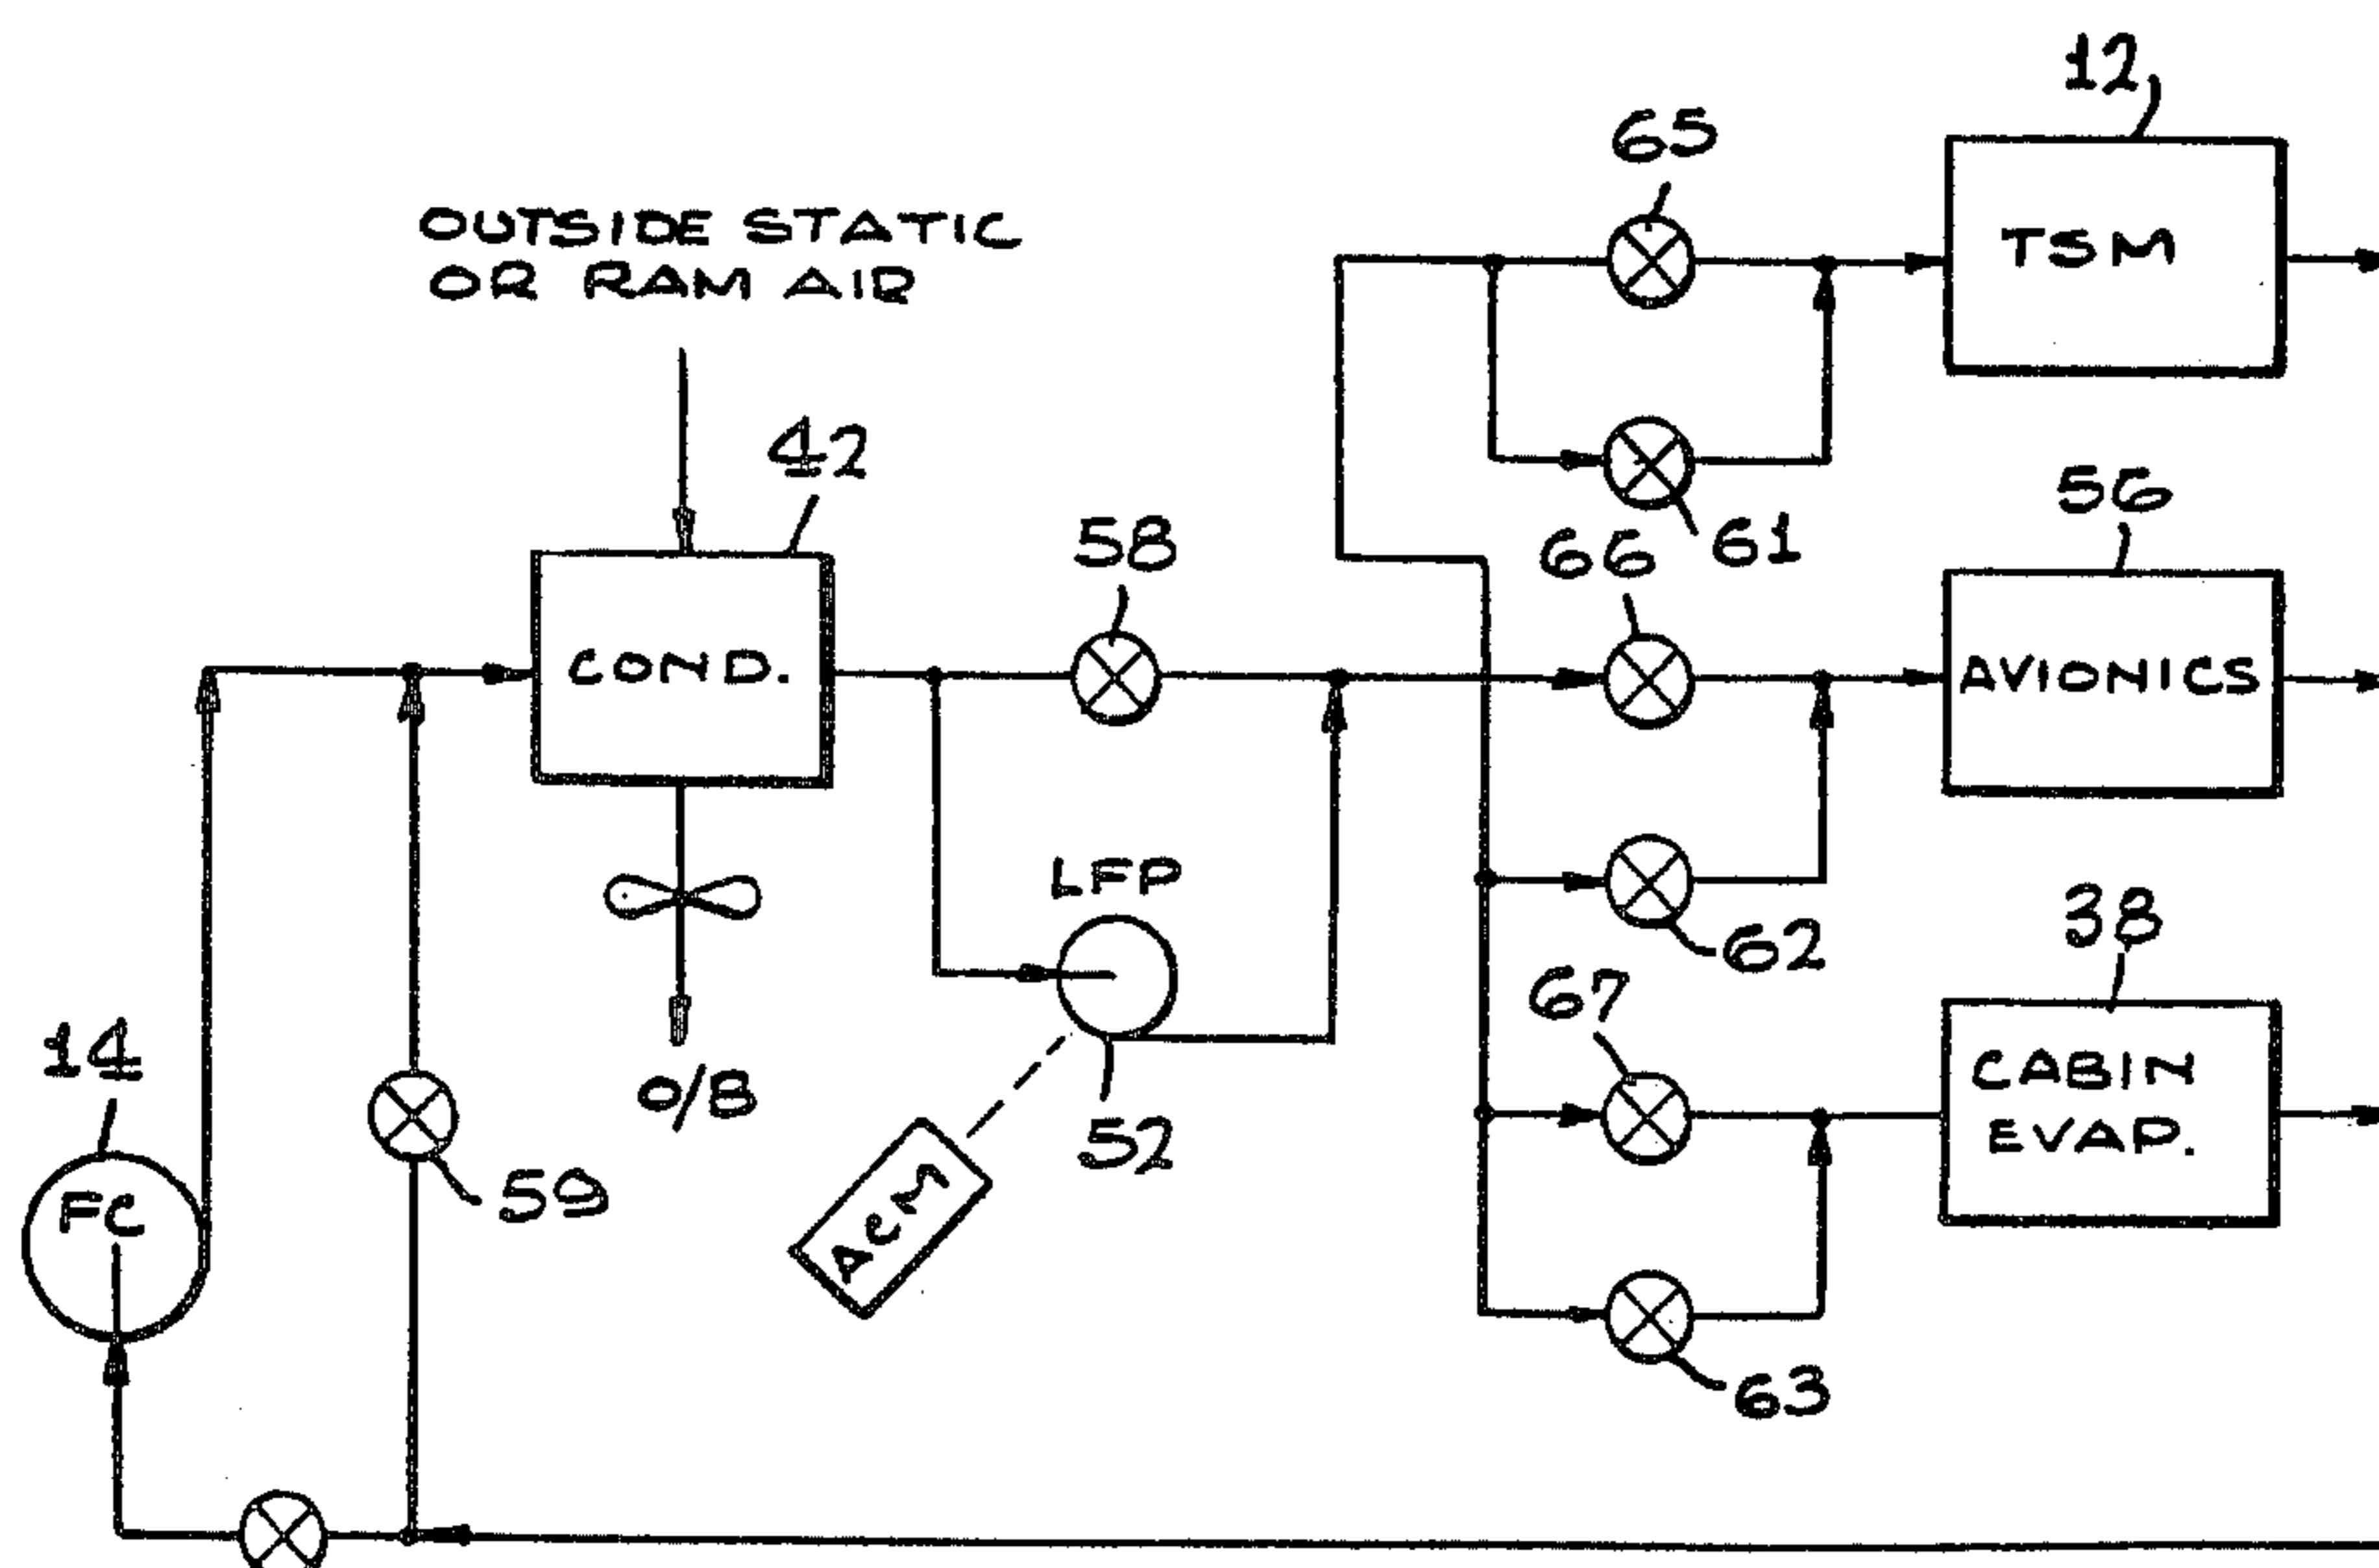 12
65
OUTSIDE STATIC
OR RAM AIR
TSM
42
58
66
61
56
COND.
AVIONICS
LFP
62
38
67
14
O/B
FC
59
52
ACM
CABIN
EVAP.
63